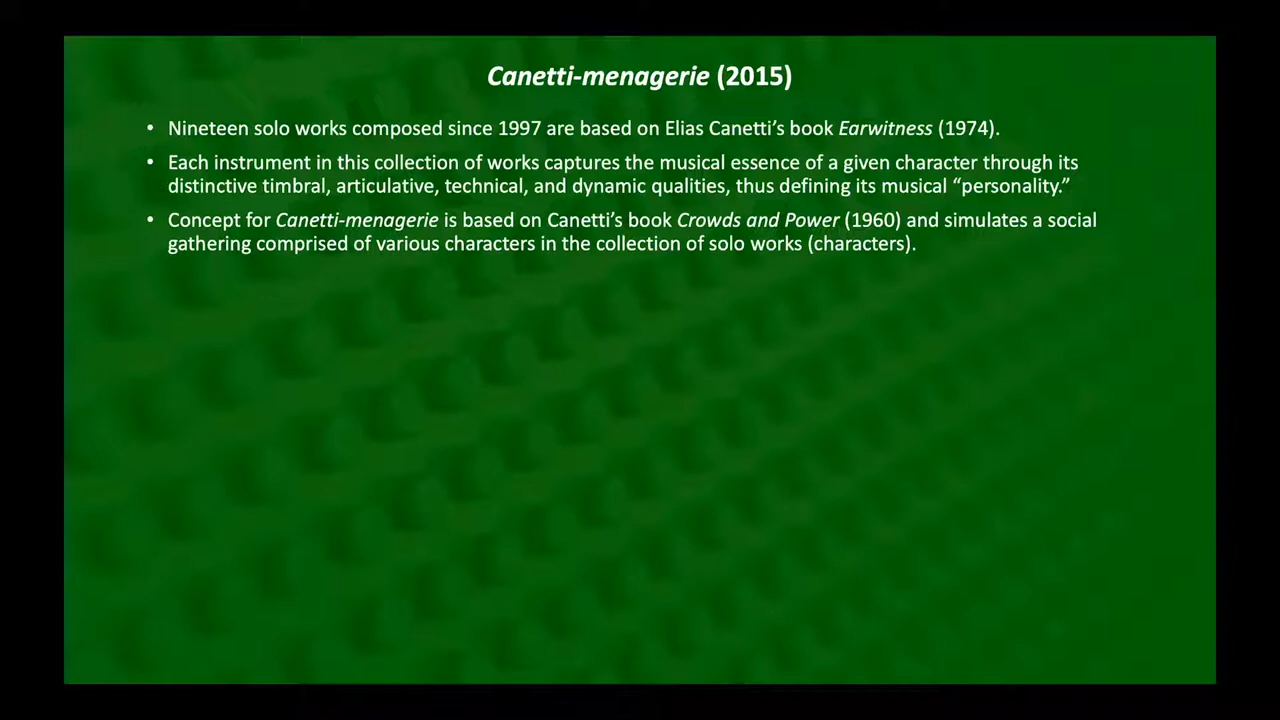 Canetti-menagerie (2015)
• Nineteen solo works composed since 1997 are based on Elias Canetti’s book Earwitness (1974).
• Each instrument in this collection of works captures the musical essence of a given character through its
distinctive timbral, articulative, technical, and dynamic qualities, thus defining its musical “personality.”
• Concept for Canetti-menagerie is based on Canetti’s book Crowds and Power (1960) and simulates a social
gathering comprised of various characters in the collection of solo works (characters).